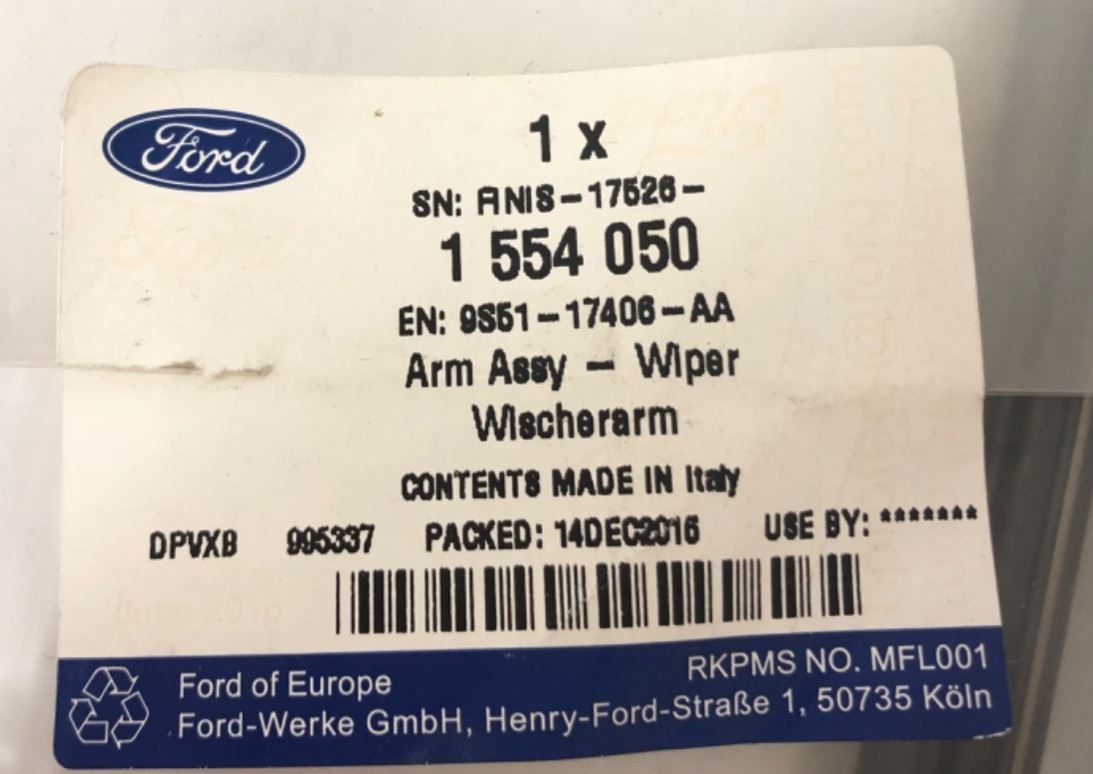 Ford
1 x
SN: ANIS-17526-
1 554 050
EN: 9S51-17406-AA
Arm Assy - Wiper
Wischerarm
CONTENTS MADE IN Italy
DPVXB 995337 PACKED: 14DEC2016 USE BY: *******
RKPMS NO. MFL001
Ford of Europe
Ford-Werke GmbH, Henry-Ford-Straße 1, 50735 Köln